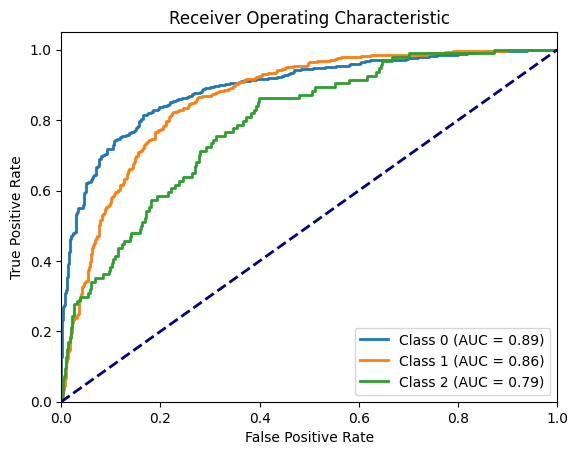 Receiver Operating Characteristic
True Positive Rate
1.0
0.8
0.6
0.4
0.2
0.0
Class 0 (AUC = 0.89)
Class 1 (AUC = 0.86)
Class 2 (AUC = 0.79)
0.0 0.2 0.4 0.6 0.8 1.0
False Positive Rate